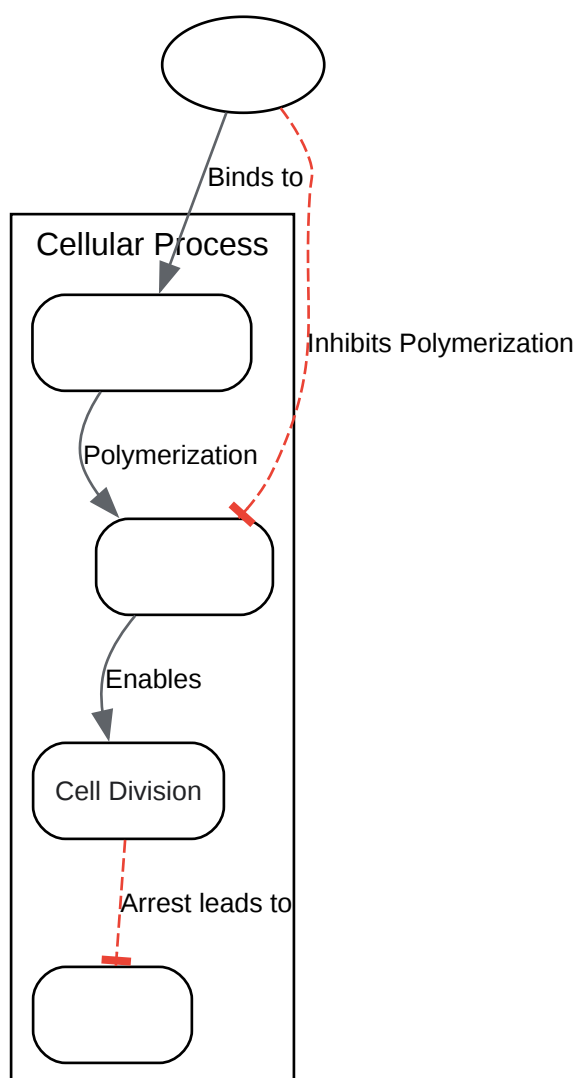 Binds to
Cellular Process
Inhibits Polymerization
Polymerization
Enables
Cell Division
Arrest leads to